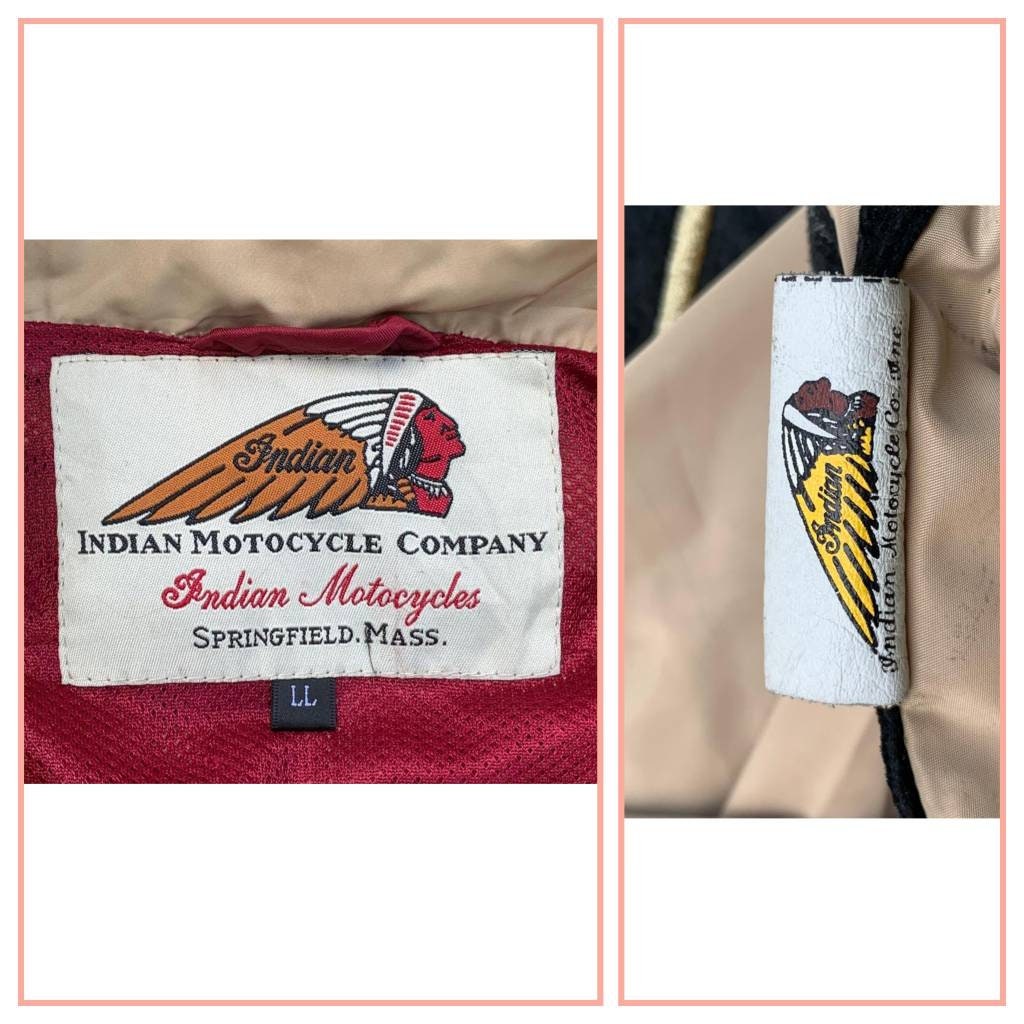 Indian
INDIAN MOTOCYCLE COMPANY
Indian Motocycles
SPRINGFIELD. MASS.
LL
Indian
Indian Motocycle Co. Inc